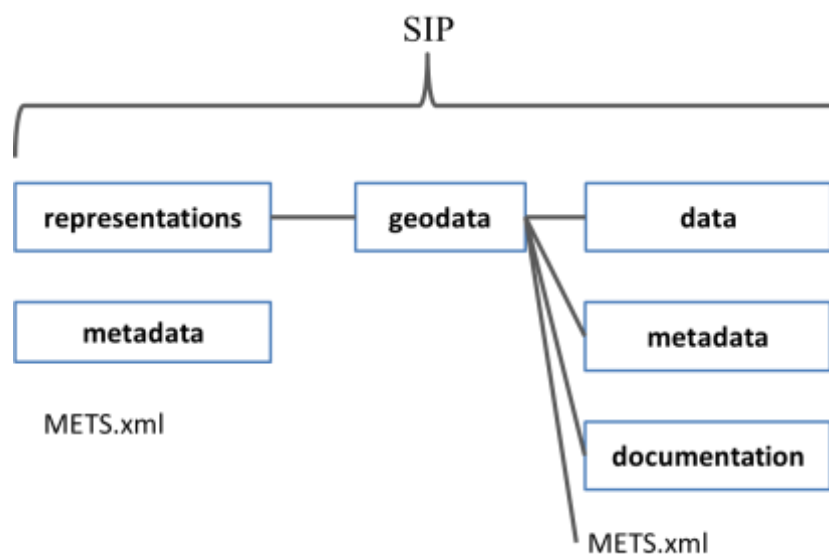 SIP
representations
geodata
data
metadata
metadata
METS.xml
documentation
METS.xml